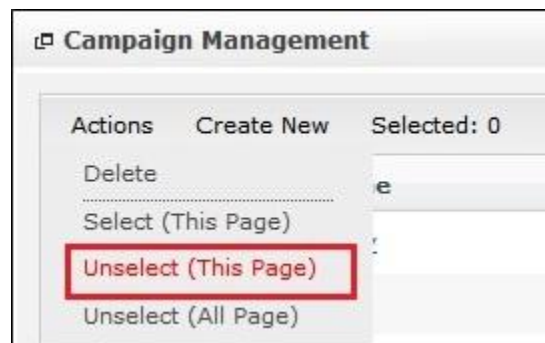 Campaign Management
Actions Create New Selected: 0
Delete
Select (This Page)
Unselect (This Page)
Unselect (All Page)